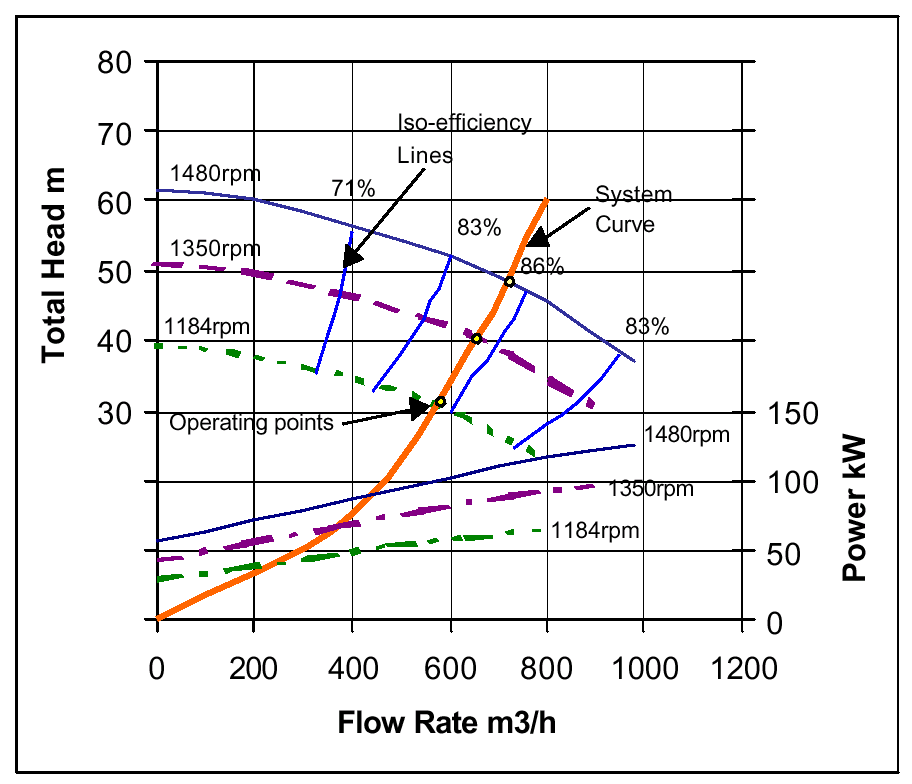 80
70
60
50
40
30
Total Head m
1480rpm
1350rpm
1184rpm
Iso-efficiency
Lines
71%
83%
86%
83%
System
Curve
Operating points
1480rpm
1350rpm
1184rpm
150
100
50
0
Power kW
0 200 400 600 800 1000 1200
Flow Rate m3/h